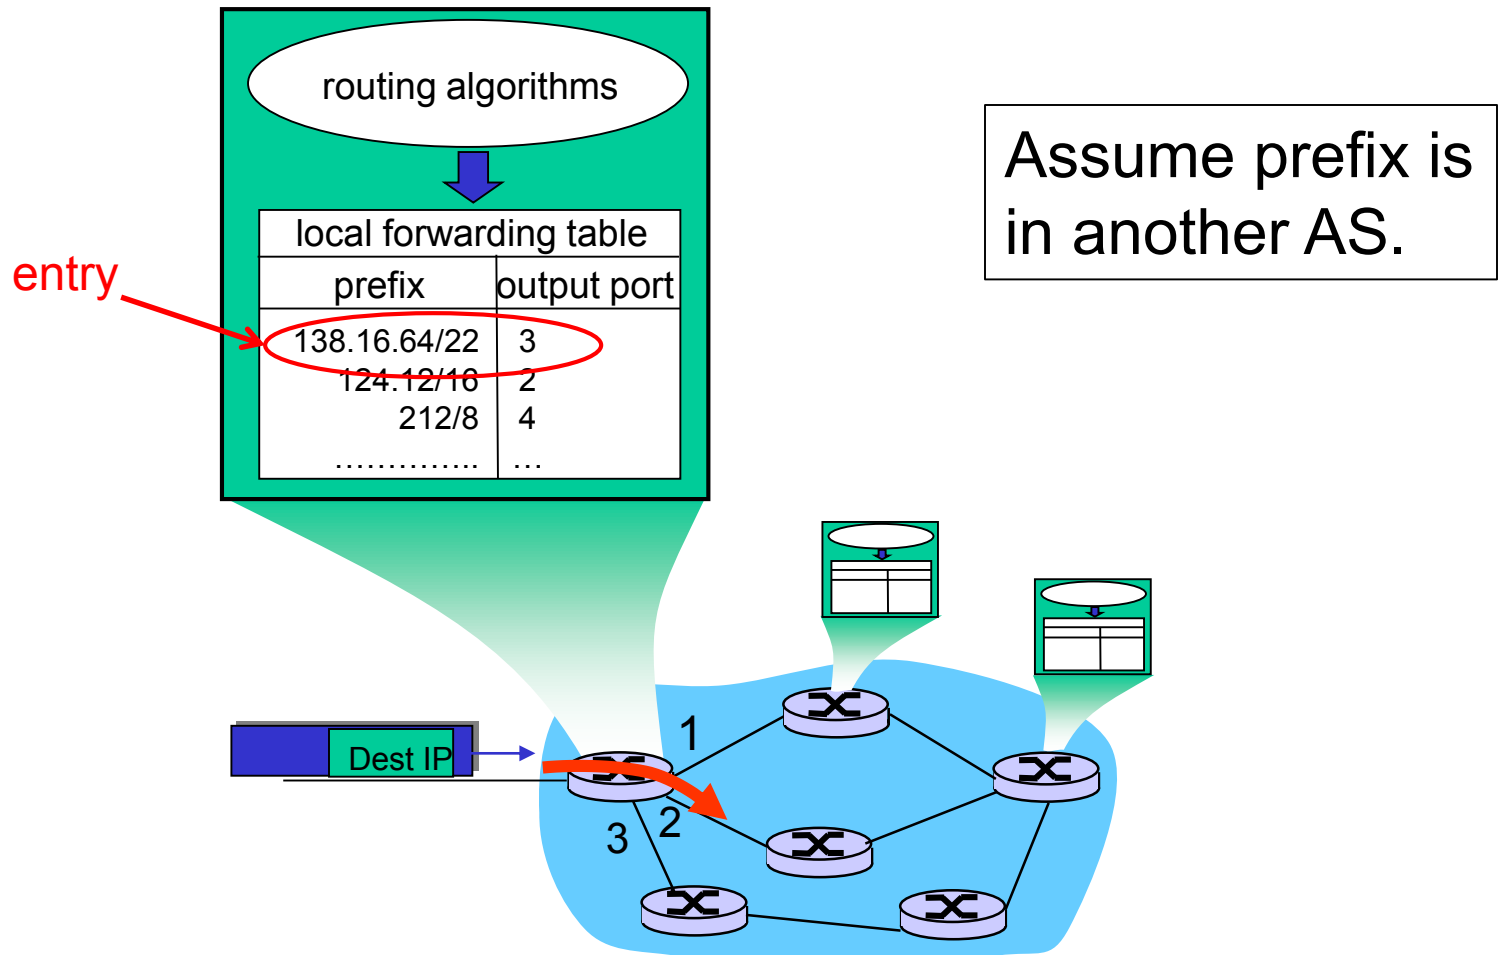 routing algorithms
Assume prefix is
in another AS.
local forwarding table
entry
prefix output port
138.16.64/22 3
124.12/16 2
212/8 4
………….. …
1
Dest IP
2
3